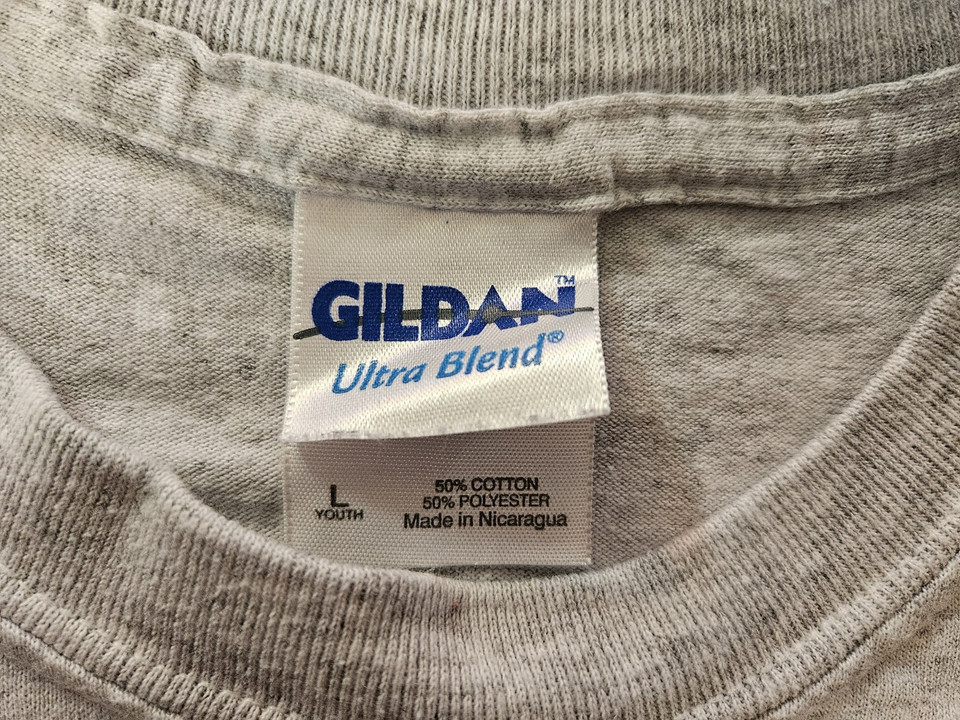 GILDAN™
Ultra Blend®
L
YOUTH
50% COTTON
50% POLYESTER
Made in Nicaragua